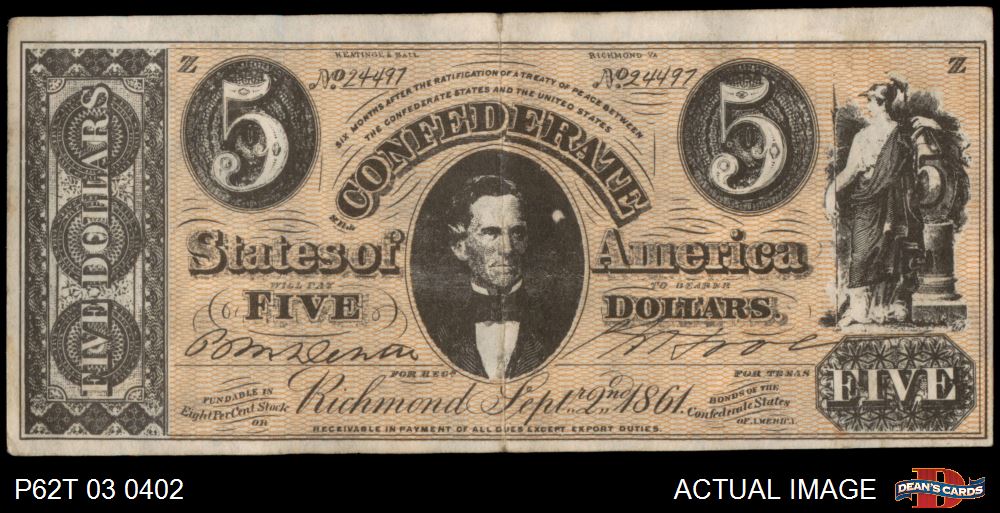 KEATINGE & BALL
RICHMOND VA
Z
Z
No. 24497
No. 24497
SIX MONTHS AFTER THE RATIFICATION OF A TREATY OF PEACE BETWEEN
THE CONFEDERATE STATES AND THE UNITED STATES
5
5
5
CONFEDERATE
States of America
WILL PAY TO BEARER
FIVE DOLLARS.
FIVE DOLLARS
FOR REGR.
FOR TREAS
FUNDABLE IN
Eight Per Cent Stock
OR
BONDS OF THE
Confederate States
OF AMERICA.
Richmond Septr. 2nd 1861.
RECEIVABLE IN PAYMENT OF ALL DUES EXCEPT EXPORT DUTIES.
FIVE
P62T 03 0402
ACTUAL IMAGE
DEAN'S CARDS